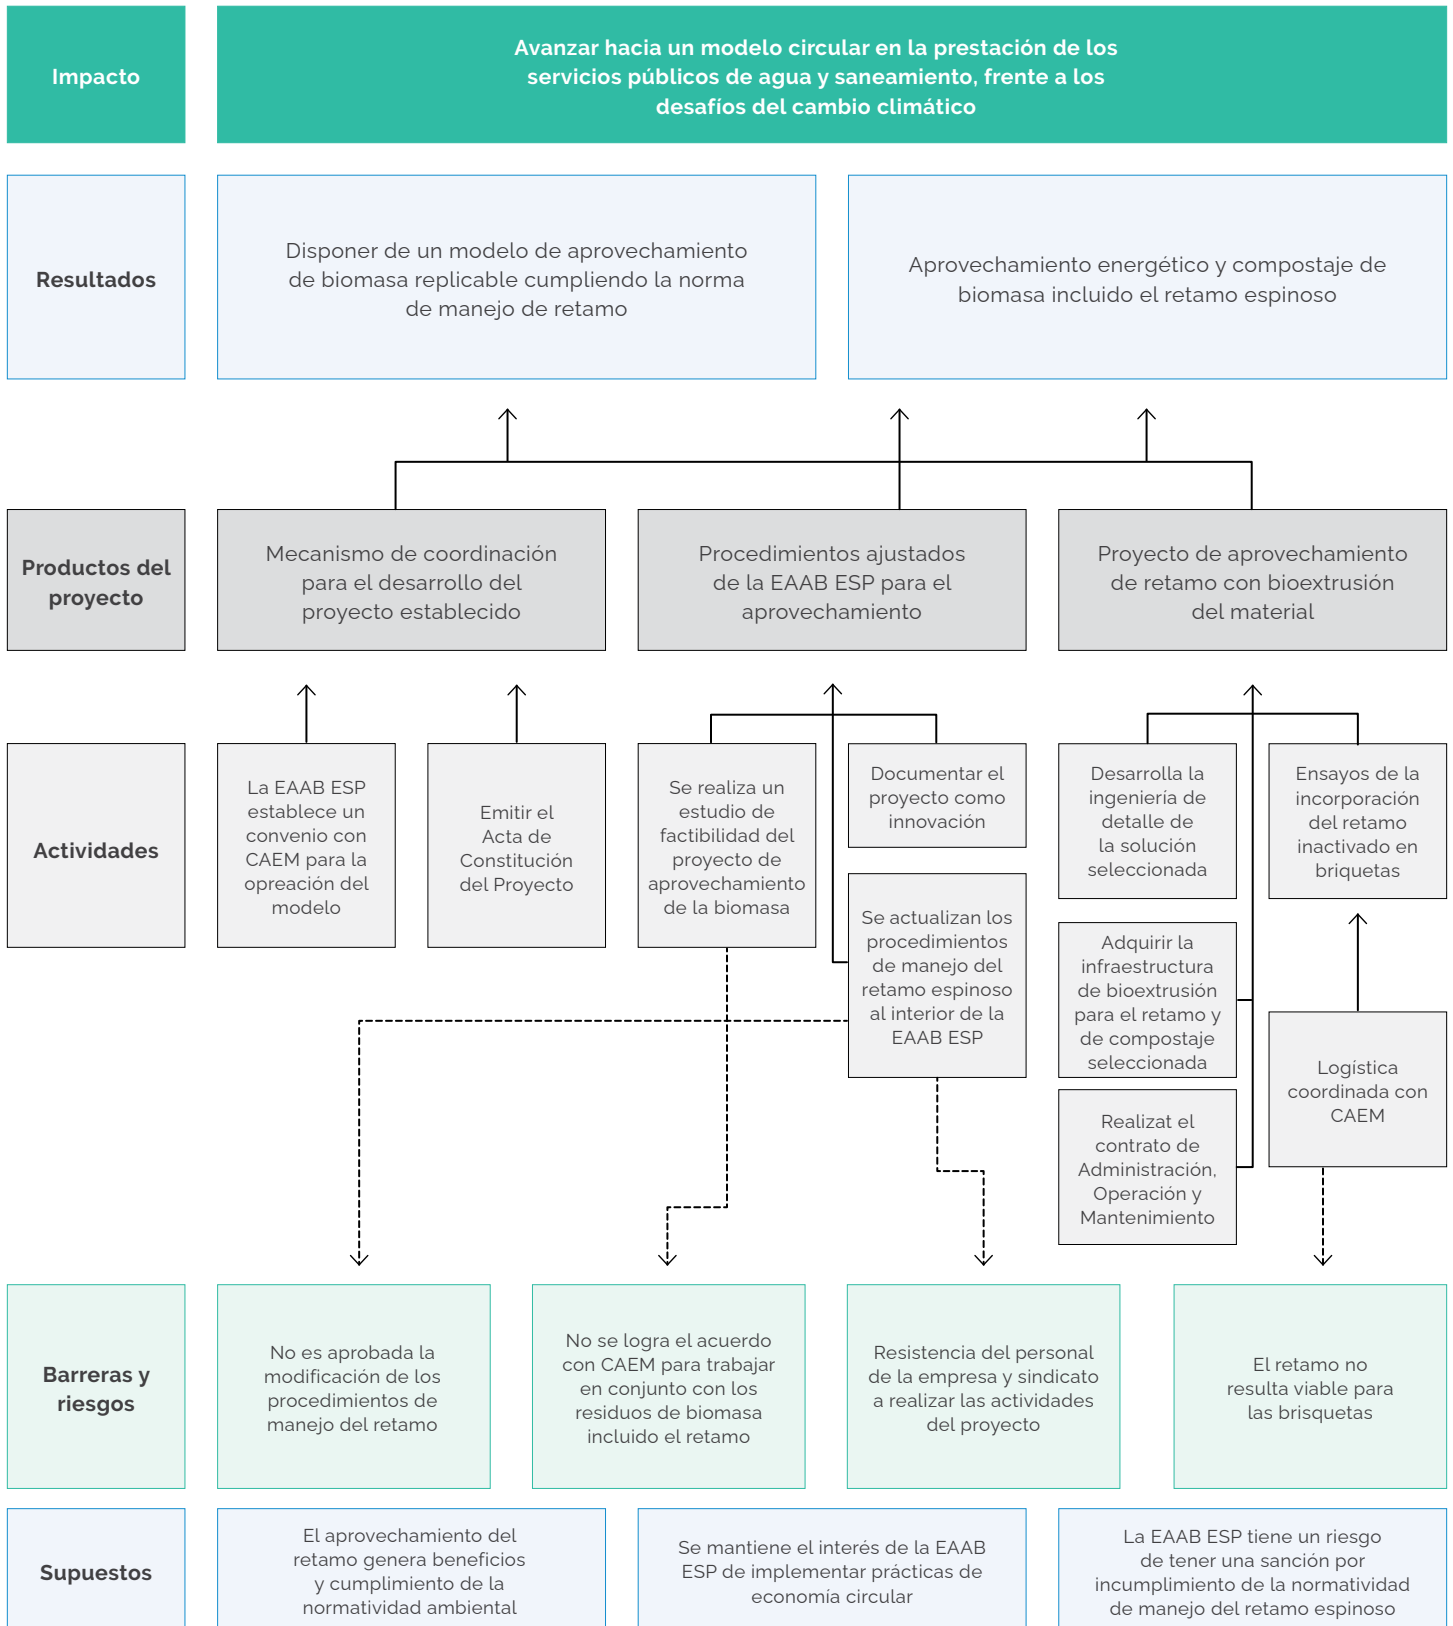 Impacto
Avanzar hacia un modelo circular en la prestación de los
servicios públicos de agua y saneamiento, frente a los
desafíos del cambio climático
Resultados
Disponer de un modelo de aprovechamiento
de biomasa replicable cumpliendo la norma
de manejo de retamo
Aprovechamiento energético y compostaje de
biomasa incluido el retamo espinoso
Productos del
proyecto
Mecanismo de coordinación
para el desarrollo del
proyecto establecido
Procedimientos ajustados
de la EAAB ESP para el
aprovechamiento
Proyecto de aprovechamiento
de retamo con bioextrusión
del material
Actividades
La EAAB ESP
establece un
convenio con
CAEM para la
opreación del
modelo
Emitir el
Acta de
Constitución
del Proyecto
Se realiza un
estudio de
factibilidad del
proyecto de
aprovechamiento
de la biomasa
Documentar el
proyecto como
innovación
Se actualizan los
procedimientos
de manejo del
retamo espinoso
al interior de la
EAAB ESP
Desarrolla la
ingeniería de
detalle de
la solución
seleccionada
Adquirir la
infraestructura
de bioextrusión
para el retamo y
de compostaje
seleccionada
Realizat el
contrato de
Administración,
Operación y
Mantenimiento
Ensayos de la
incorporación
del retamo
inactivado en
briquetas
Logística
coordinada con
CAEM
Barreras y
riesgos
No es aprobada la
modificación de los
procedimientos de
manejo del retamo
No se logra el acuerdo
con CAEM para trabajar
en conjunto con los
residuos de biomasa
incluido el retamo
Resistencia del personal
de la empresa y sindicato
a realizar las actividades
del proyecto
El retamo no
resulta viable para
las brisquetas
Supuestos
El aprovechamiento del
retamo genera beneficios
y cumplimiento de la
normatividad ambiental
Se mantiene el interés de la EAAB
ESP de implementar prácticas de
economía circular
La EAAB ESP tiene un riesgo
de tener una sanción por
incumplimiento de la normatividad
de manejo del retamo espinoso